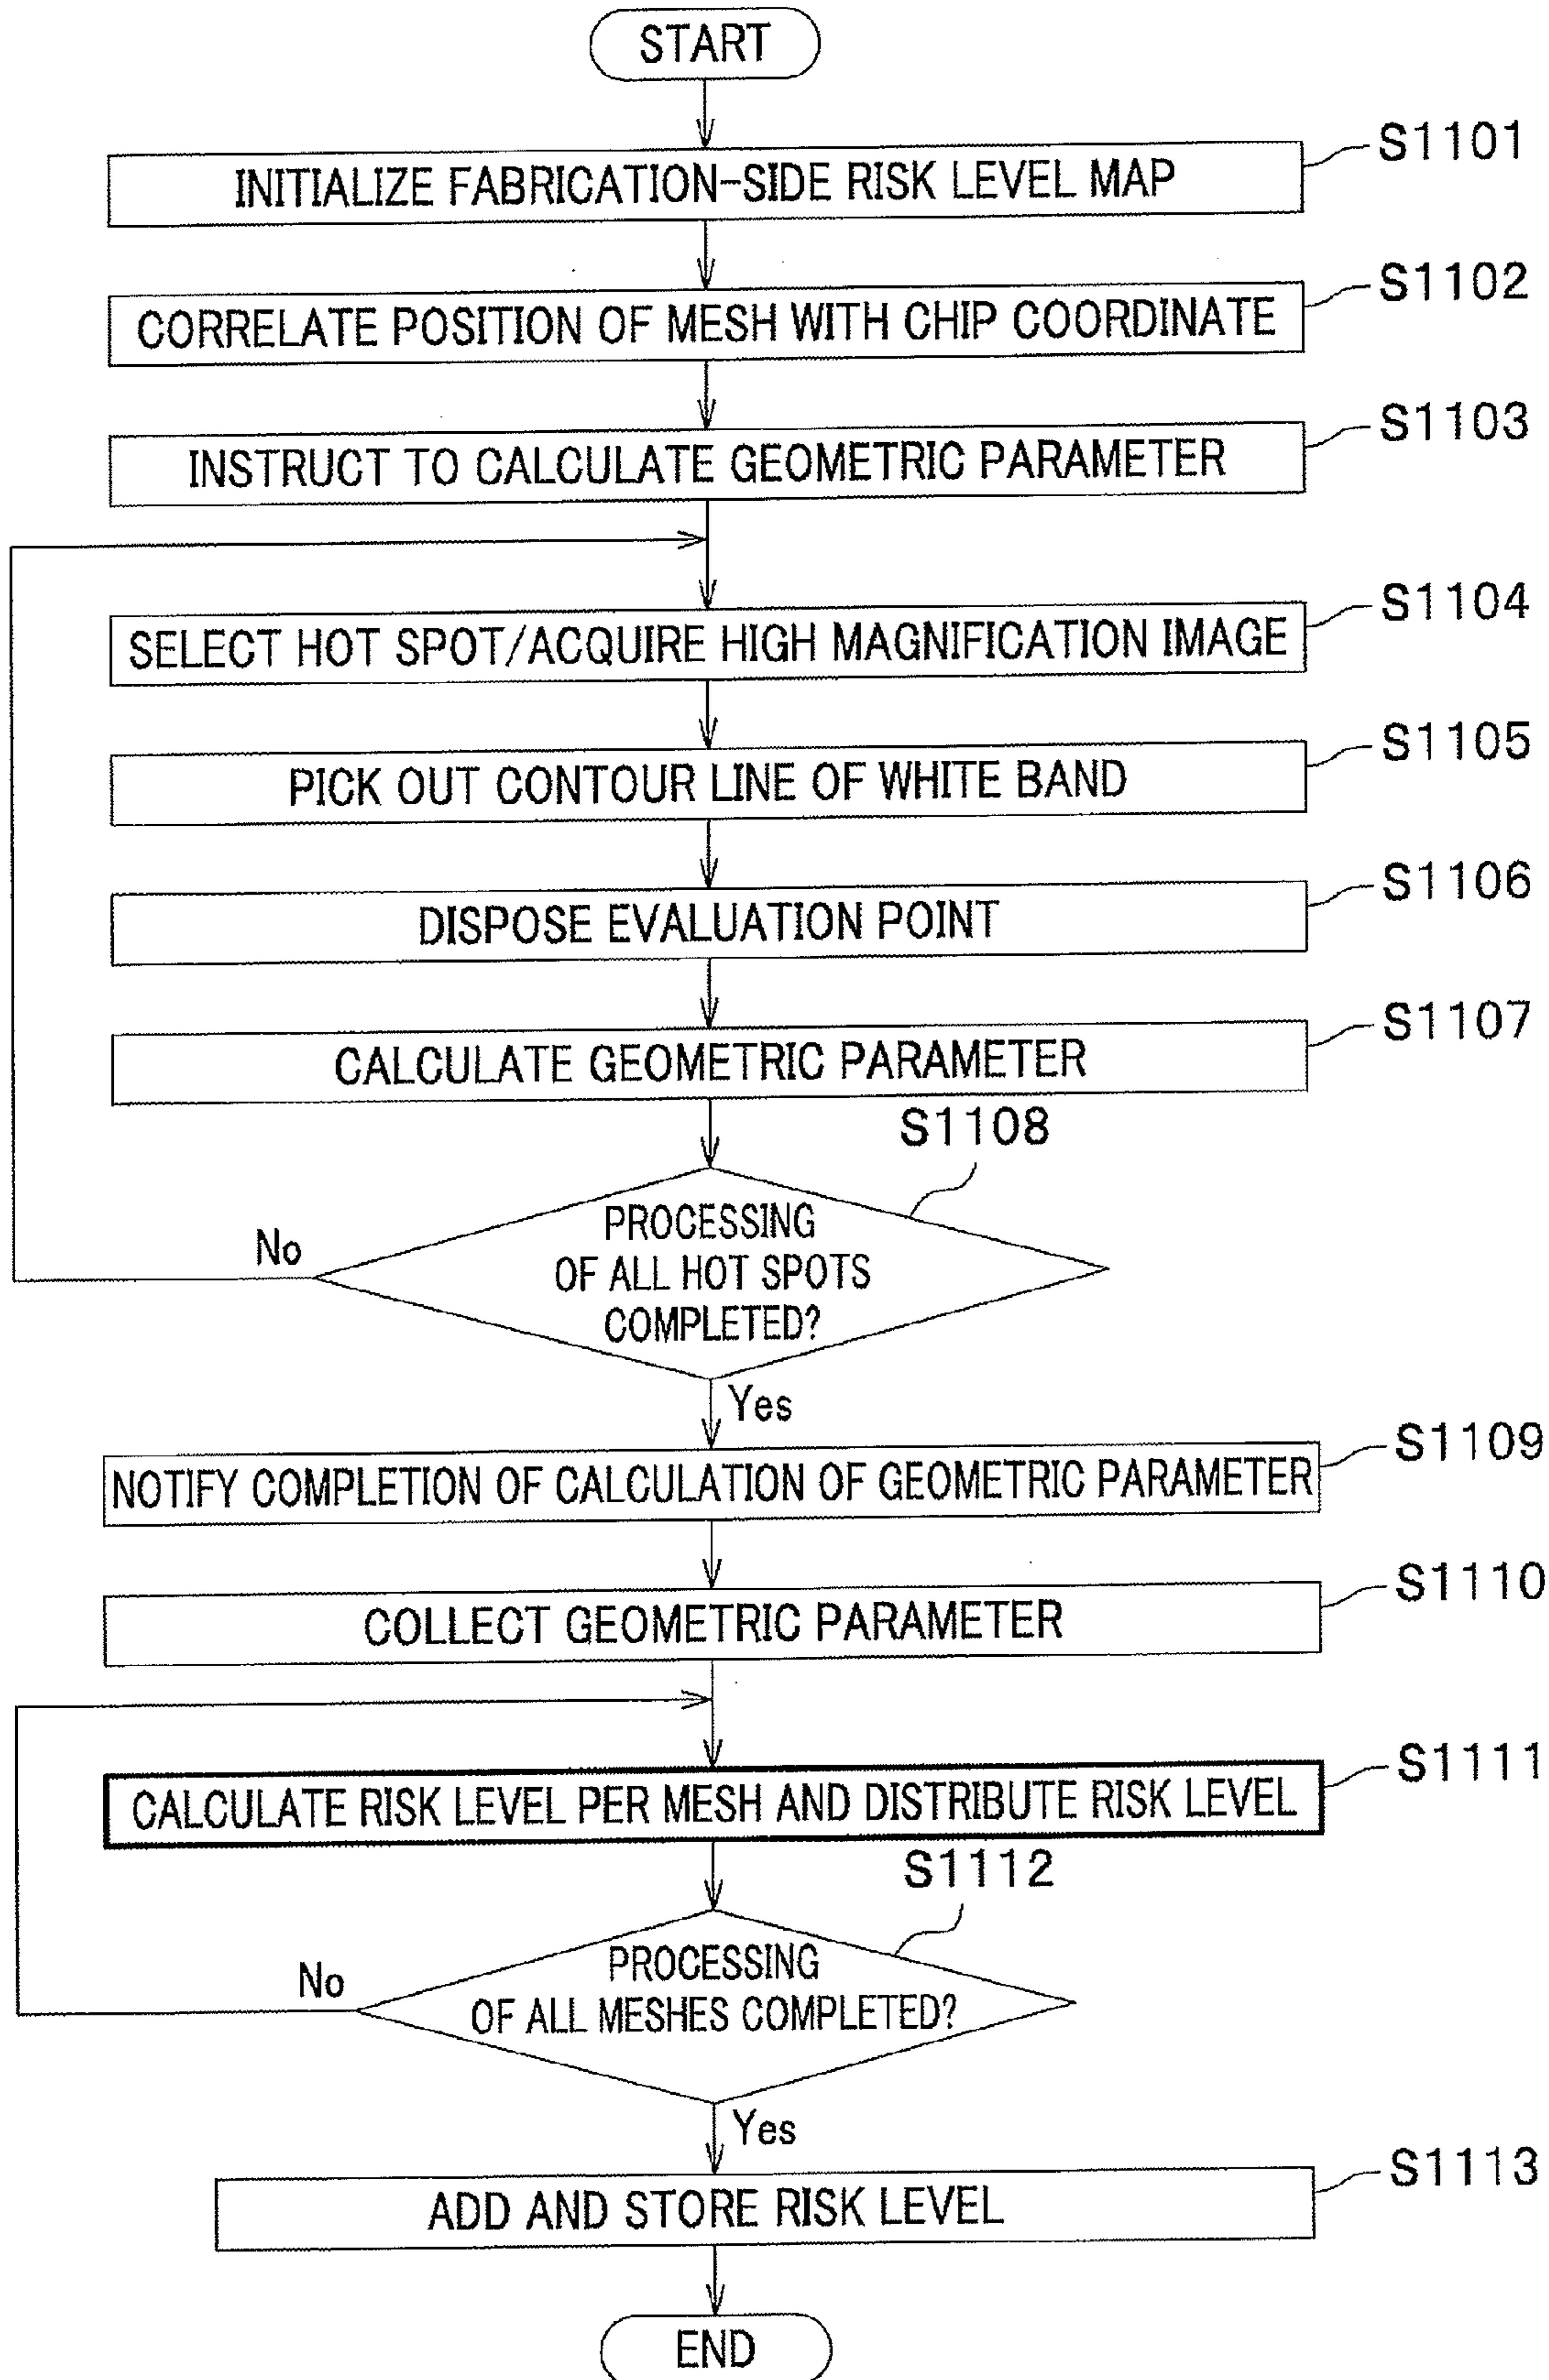 START
S1101
INITIALIZE FABRICATION-SIDE RISK LEVEL MAP
S1102
CORRELATE POSITION OF MESH WITH CHIP COORDINATE
S1103
INSTRUCT TO CALCULATE GEOMETRIC PARAMETER
S1104
SELECT HOT SPOT/ACQUIRE HIGH MAGNIFICATION IMAGE
S1105
PICK OUT CONTOUR LINE OF WHITE BAND
S1106
DISPOSE EVALUATION POINT
S1107
CALCULATE GEOMETRIC PARAMETER
S1108
PROCESSING
OF ALL HOT SPOTS
COMPLETED?
No
Yes
S1109
NOTIFY COMPLETION OF CALCULATION OF GEOMETRIC PARAMETER
S1110
COLLECT GEOMETRIC PARAMETER
S1111
CALCULATE RISK LEVEL PER MESH AND DISTRIBUTE RISK LEVEL
S1112
PROCESSING
OF ALL MESHES COMPLETED?
No
Yes
S1113
ADD AND STORE RISK LEVEL
END